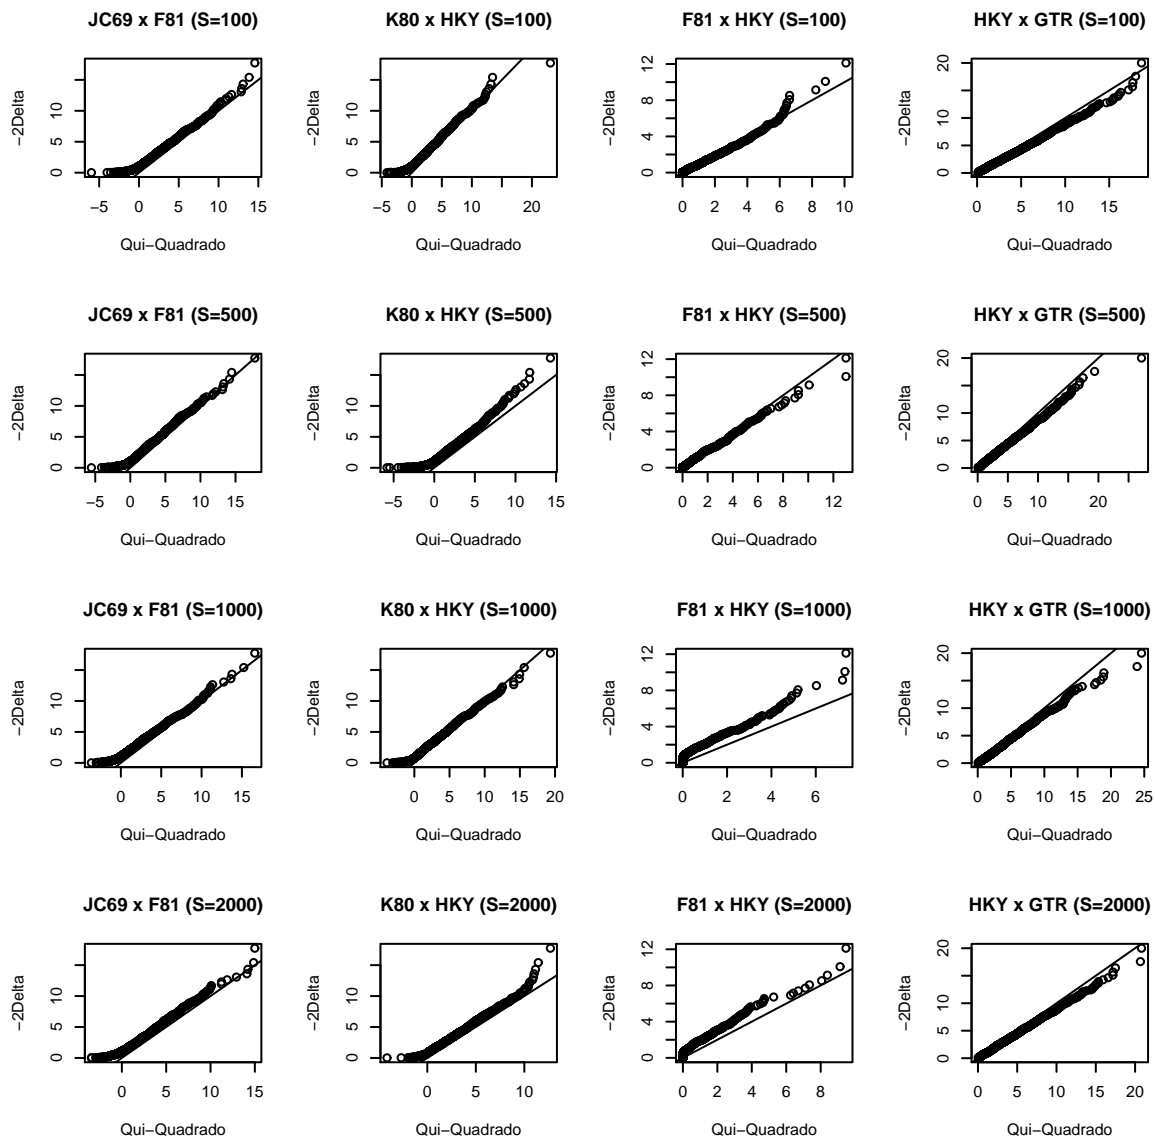 JC69 x F81 (S=100)
K80 x HKY (S=100)
F81 x HKY (S=100)
HKY x GTR (S=100)
-2Delta
0 5 10
-5 0 5 10 15
Qui-Quadrado
-2Delta
0 5 10
-5 0 5 10 20
Qui-Quadrado
-2Delta
0 4 8 12
0 2 4 6 8 10
Qui-Quadrado
-2Delta
0 5 10 15 20
0 5 10 15
Qui-Quadrado
JC69 x F81 (S=500)
K80 x HKY (S=500)
F81 x HKY (S=500)
HKY x GTR (S=500)
-2Delta
0 5 10
-5 0 5 10 15
Qui-Quadrado
-2Delta
0 5 10
-5 0 5 10 15
Qui-Quadrado
-2Delta
0 4 8 12
0 2 4 6 8 12
Qui-Quadrado
-2Delta
0 5 10 15 20
0 5 10 20
Qui-Quadrado
JC69 x F81 (S=1000)
K80 x HKY (S=1000)
F81 x HKY (S=1000)
HKY x GTR (S=1000)
-2Delta
0 5 10
0 5 10 15
Qui-Quadrado
-2Delta
0 5 10
0 5 10 15 20
Qui-Quadrado
-2Delta
0 4 8 12
0 2 4 6
Qui-Quadrado
-2Delta
0 5 10 15 20
0 5 10 15 20 25
Qui-Quadrado
JC69 x F81 (S=2000)
K80 x HKY (S=2000)
F81 x HKY (S=2000)
HKY x GTR (S=2000)
-2Delta
0 5 10
0 5 10 15
Qui-Quadrado
-2Delta
0 5 10
0 5 10
Qui-Quadrado
-2Delta
0 4 8 12
0 2 4 6 8
Qui-Quadrado
-2Delta
0 5 10 15 20
0 5 10 15 20
Qui-Quadrado